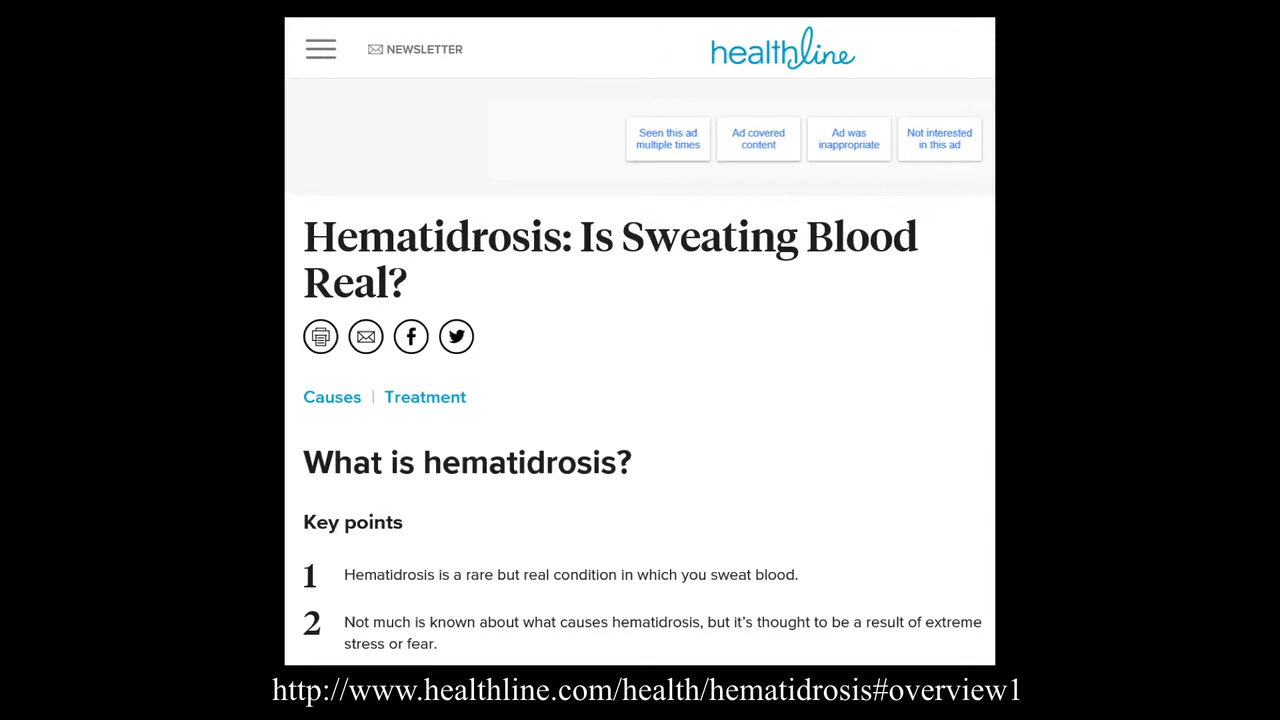 NEWSLETTER
healthline
Seen this ad
multiple times
Ad covered
content
Ad was
inappropriate
Not interested
in this ad
Hematidrosis: Is Sweating Blood
Real?
Causes | Treatment
What is hematidrosis?
Key points
1 Hematidrosis is a rare but real condition in which you sweat blood.
2 Not much is known about what causes hematidrosis, but it’s thought to be a result of extreme
stress or fear.
http://www.healthline.com/health/hematidrosis#overview1